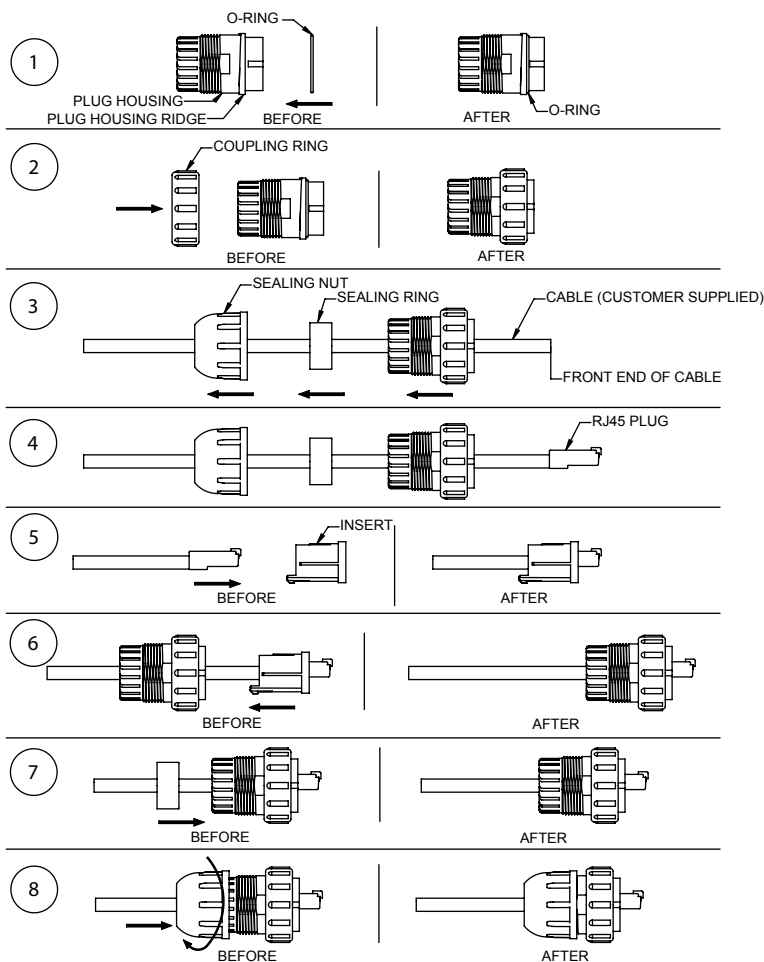 1
O-RING
PLUG HOUSING
PLUG HOUSING RIDGE
BEFORE
AFTER
O-RING
2
COUPLING RING
BEFORE
AFTER
3
SEALING NUT
SEALING RING
CABLE (CUSTOMER SUPPLIED)
FRONT END OF CABLE
4
RJ45 PLUG
5
INSERT
BEFORE
AFTER
6
BEFORE
AFTER
7
BEFORE
AFTER
8
BEFORE
AFTER